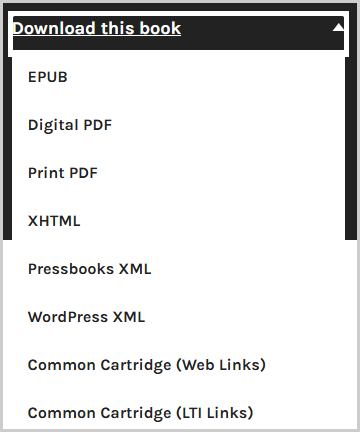 Download this book
EPUB
Digital PDF
Print PDF
XHTML
Pressbooks XML
WordPress XML
Common Cartridge (Web Links)
Common Cartridge (LTI Links)